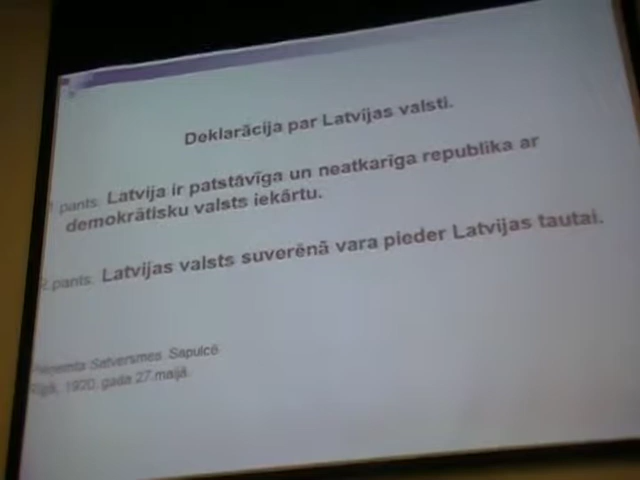 Deklarācija par Latvijas valsti.
1 pants. Latvija ir patstāvīga un neatkarīga republika ar
demokrātisku valsts iekārtu.
2 pants. Latvijas valsts suverēnā vara pieder Latvijas tautai.
Pieņemta Satversmes Sapulcē
Rīgā, 1920. gada 27.maijā.